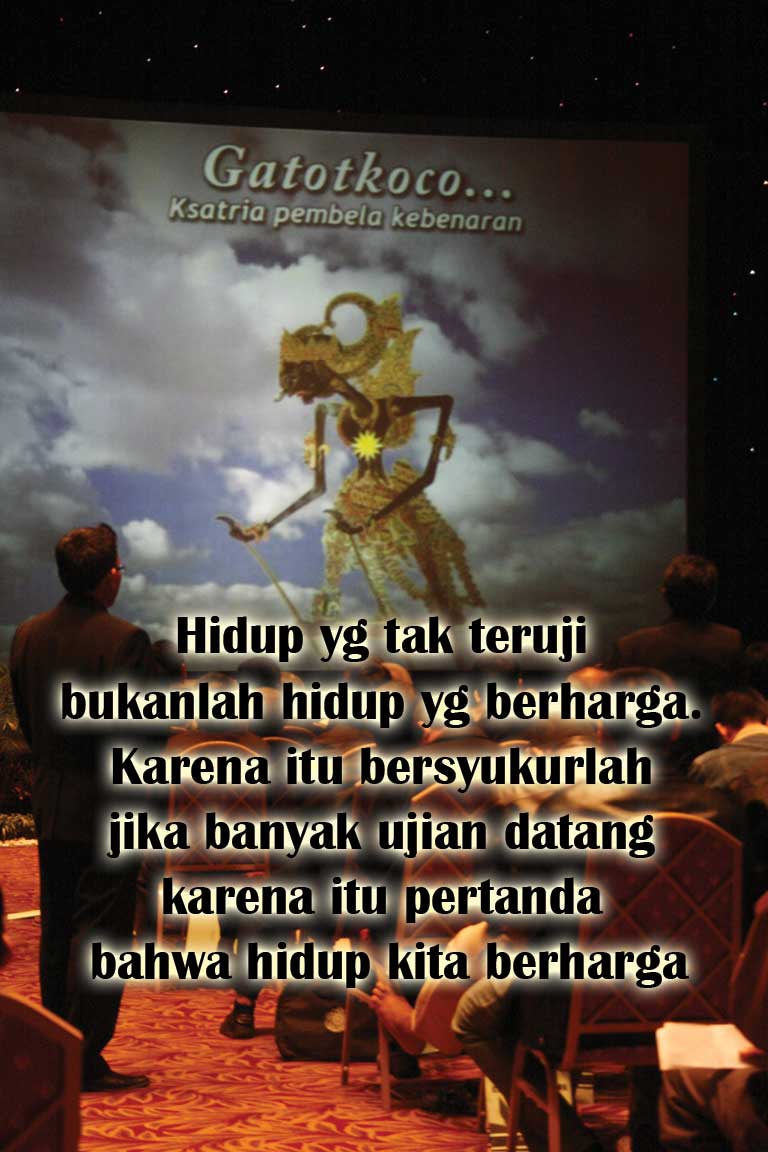 Gatotkoco...
Ksatria pembela kebenaran
Hidup yg tak teruji
bukanlah hidup yg berharga.
Karena itu bersyukurlah
jika banyak ujian datang
karena itu pertanda
bahwa hidup kita berharga